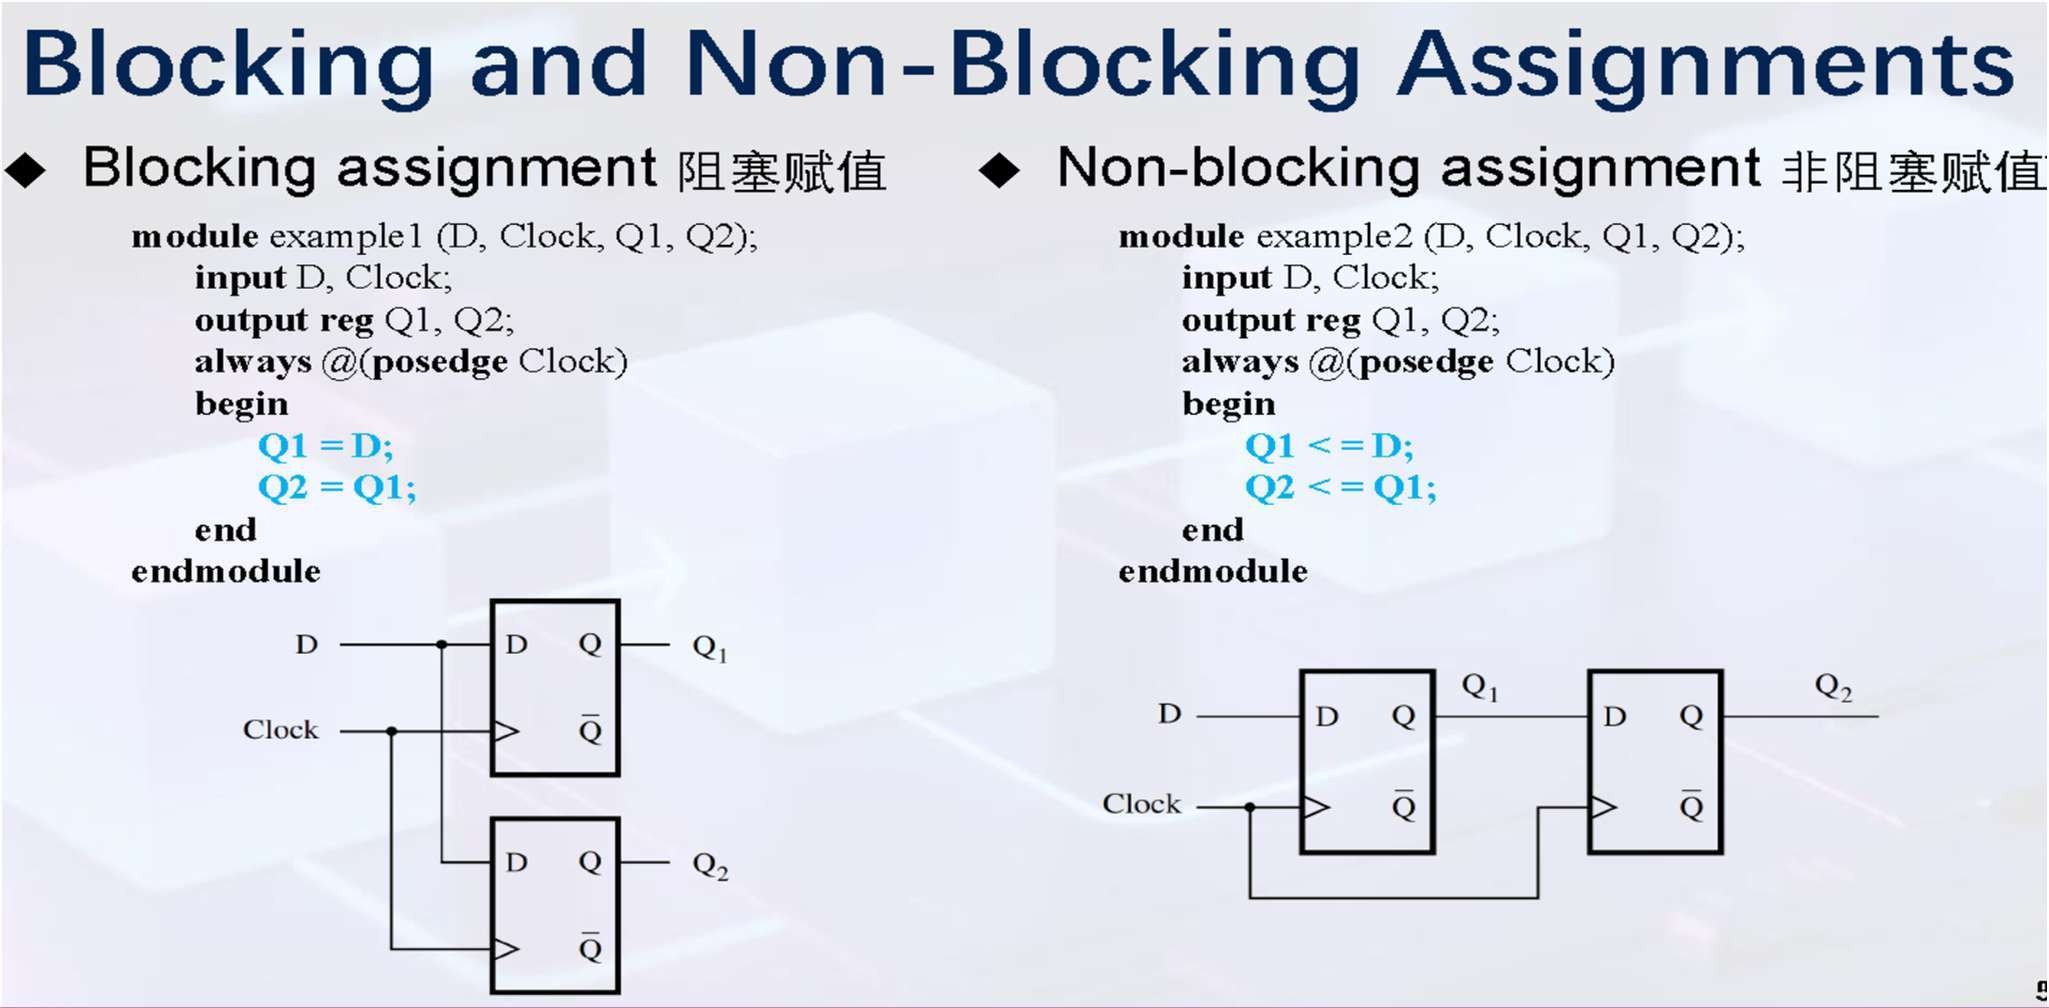 Blocking and Non-Blocking Assignments
◆ Blocking assignment 阻塞赋值
module example1 (D, Clock, Q1, Q2);
input D, Clock;
output reg Q1, Q2;
always @(posedge Clock)
begin
Q1 = D;
Q2 = Q1;
end
endmodule
D
D Q
Q1
Clock
Q̅
D Q
Q2
Q̅
◆ Non-blocking assignment 非阻塞赋值
module example2 (D, Clock, Q1, Q2);
input D, Clock;
output reg Q1, Q2;
always @(posedge Clock)
begin
Q1 < = D;
Q2 < = Q1;
end
endmodule
Q1
Q2
D
D Q
D Q
Clock
Q̅
Q̅